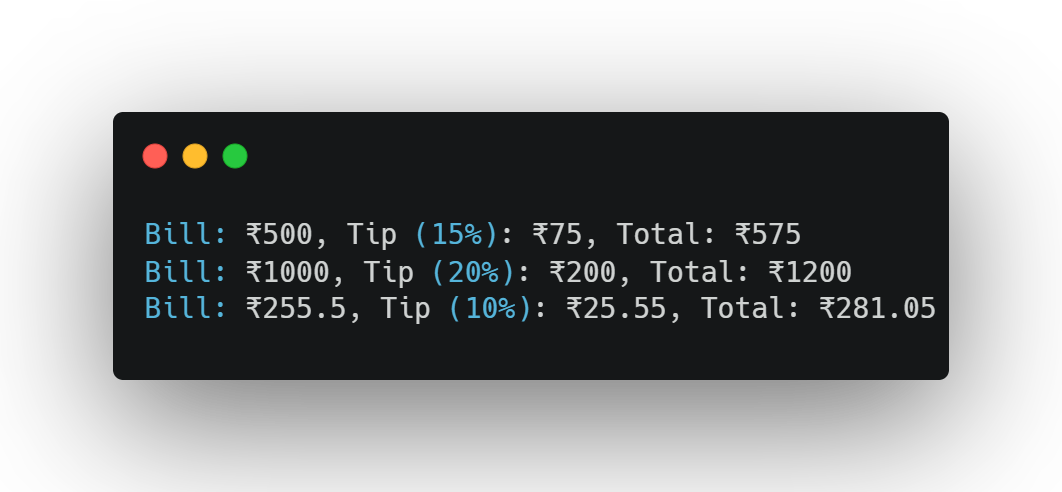 Bill: ₹500, Tip (15%): ₹75, Total: ₹575
Bill: ₹1000, Tip (20%): ₹200, Total: ₹1200
Bill: ₹255.5, Tip (10%): ₹25.55, Total: ₹281.05